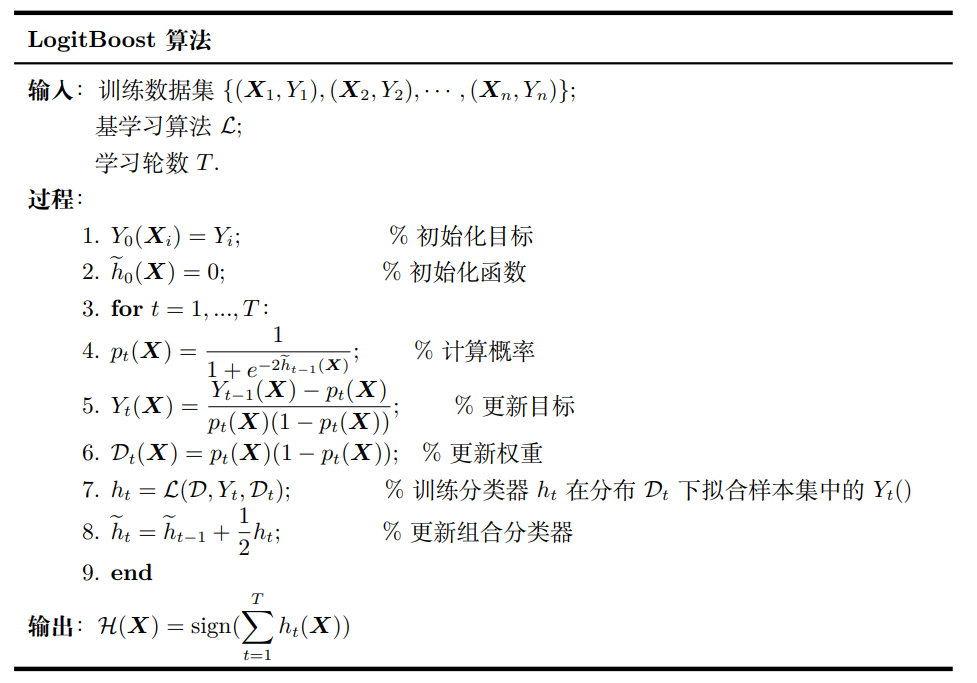 LogitBoost 算法
输入：训练数据集 {(X₁, Y₁), (X₂, Y₂), ⋯ , (Xₙ, Yₙ)};
基学习算法 ℒ;
学习轮数 T.
过程：
1. Y₀(Xᵢ) = Yᵢ; % 初始化目标
2. h̃₀(X) = 0; % 初始化函数
3. for t = 1, ..., T：
4. pₜ(X) = 1 / (1 + e^{−2h̃ₜ₋₁(X)}); % 计算概率
5. Yₜ(X) = (Yₜ₋₁(X) − pₜ(X)) / (pₜ(X)(1 − pₜ(X))); % 更新目标
6. 𝒟ₜ(X) = pₜ(X)(1 − pₜ(X)); % 更新权重
7. hₜ = ℒ(𝒟, Yₜ, 𝒟ₜ); % 训练分类器 hₜ 在分布 𝒟ₜ 下拟合样本集中的 Yₜ()
8. h̃ₜ = h̃ₜ₋₁ + 1/2 hₜ; % 更新组合分类器
9. end
输出：ℋ(X) = sign(∑_{t=1}^{T} hₜ(X))